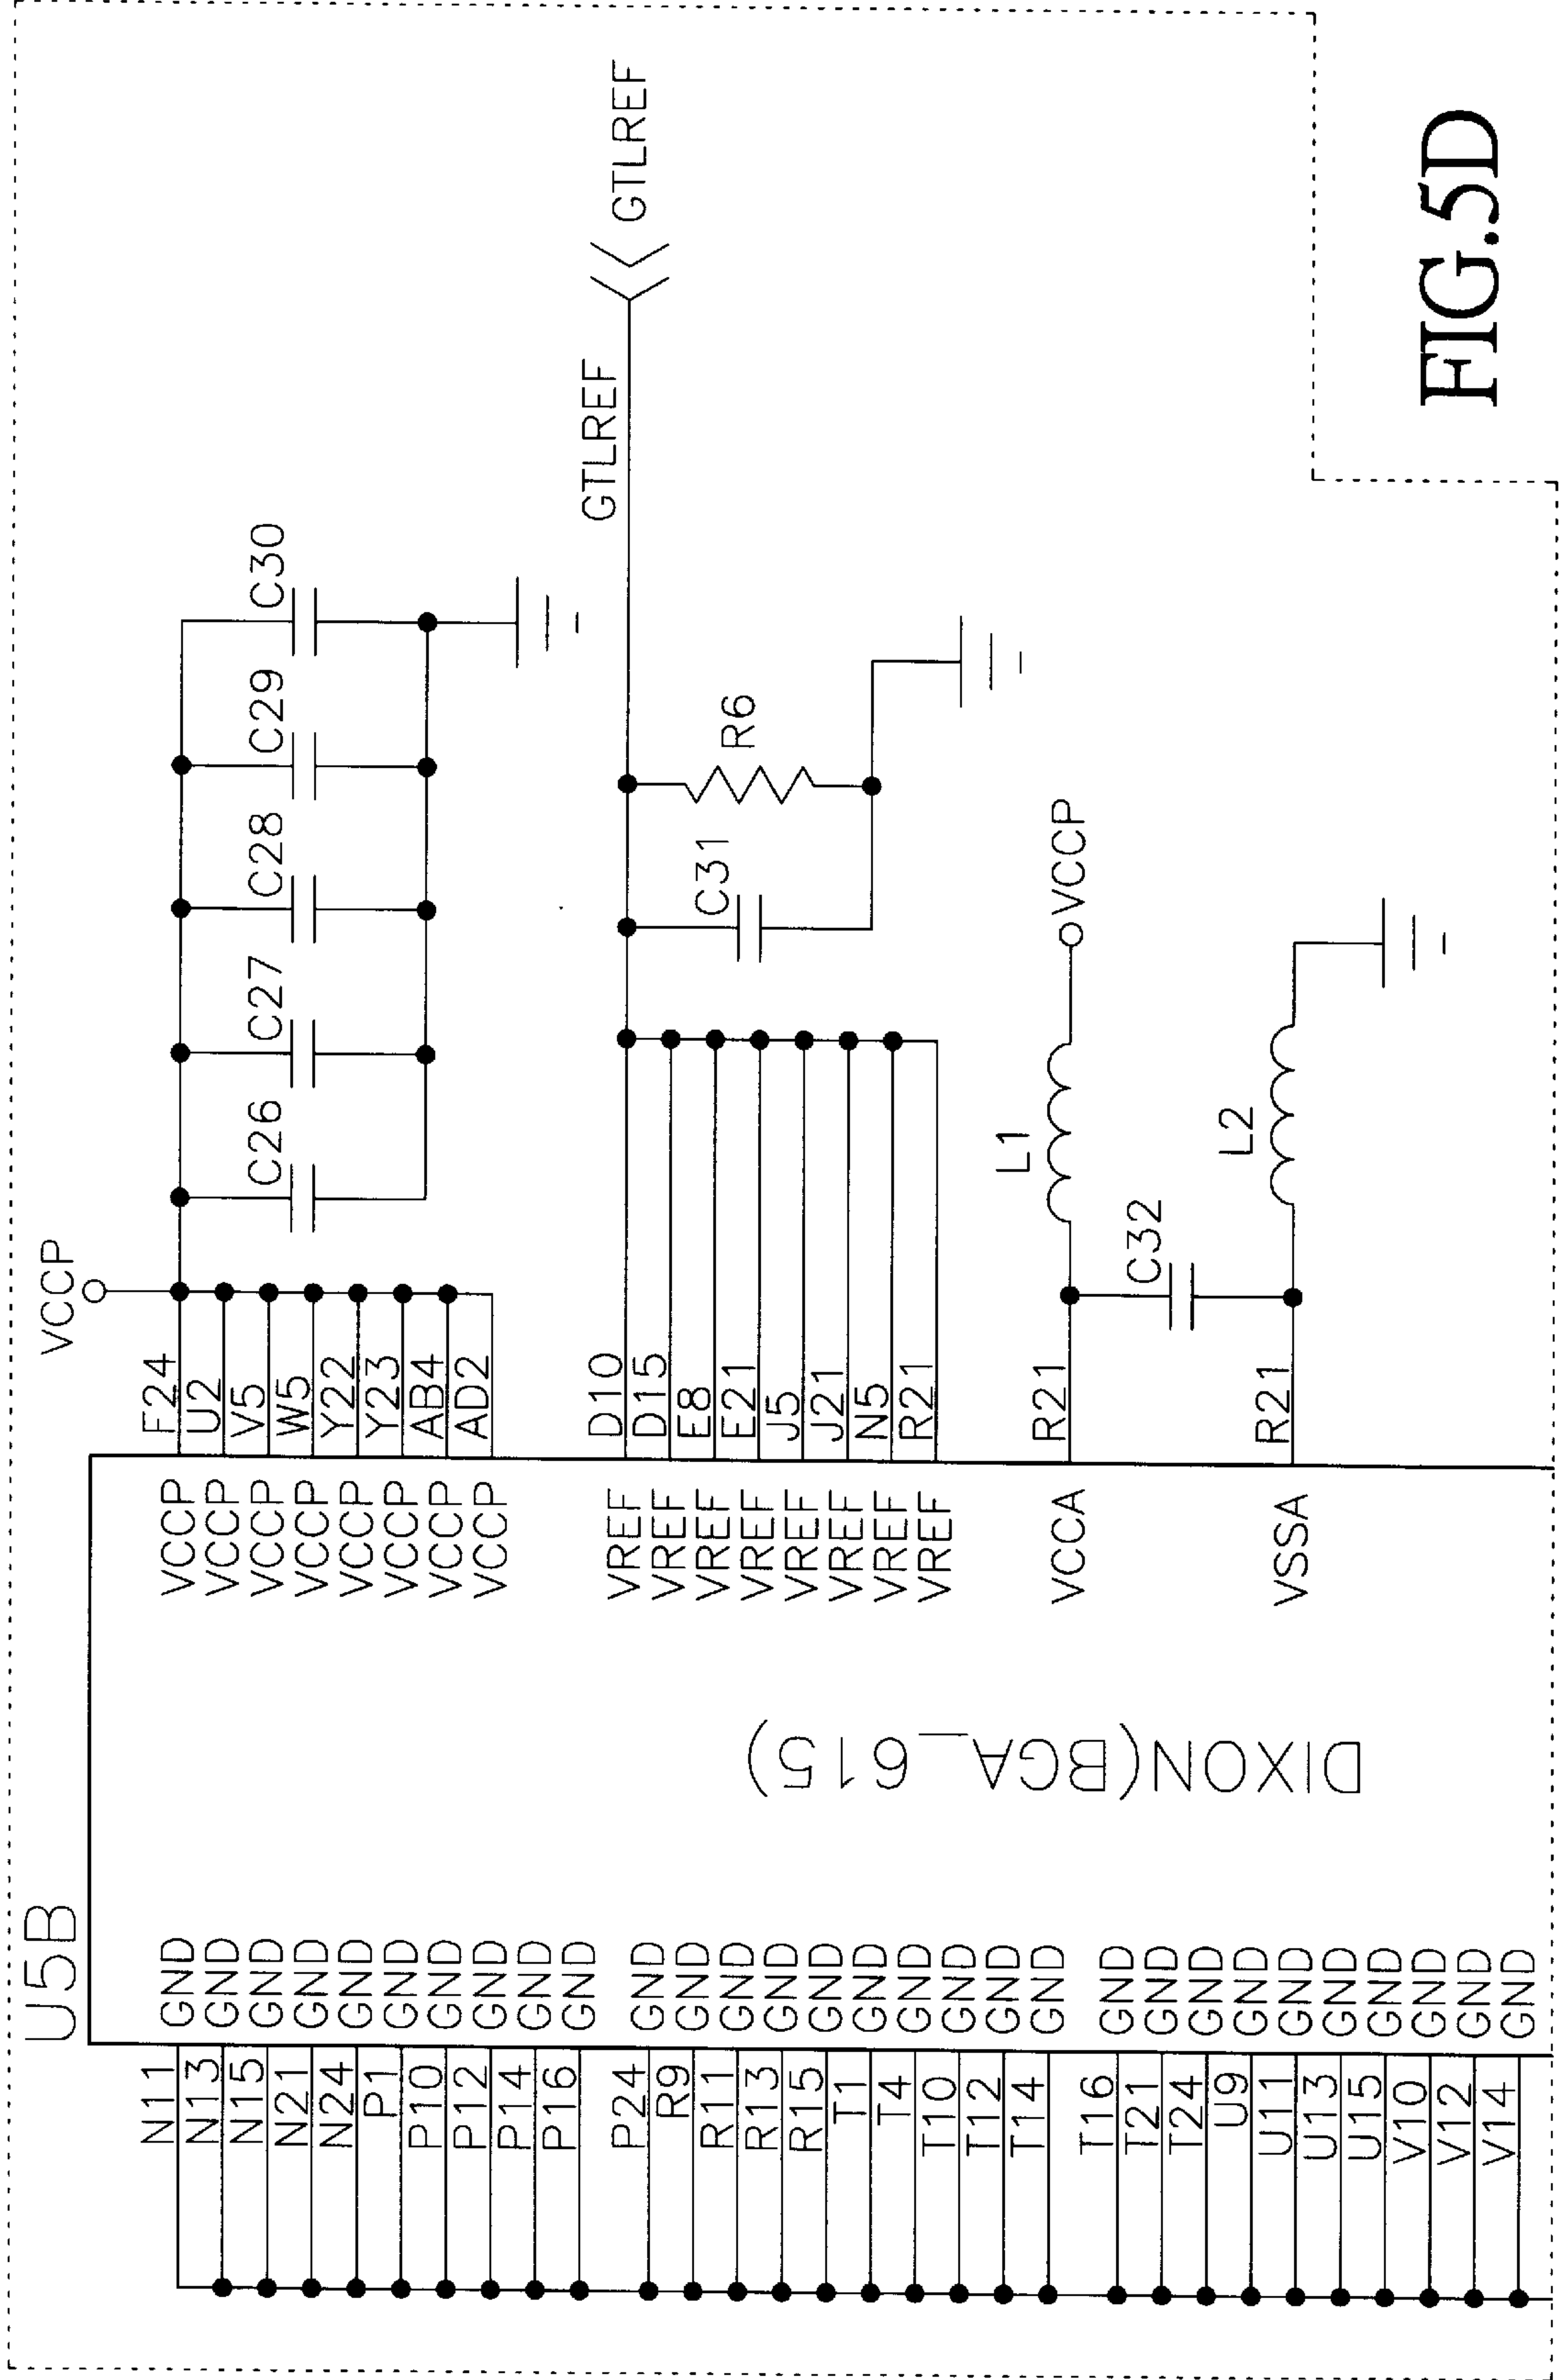 U5B
N11 GND
N13 GND
N15 GND
N21 GND
N24 GND
P1 GND
P10 GND
P12 GND
P14 GND
P16 GND
P24 GND
R9 GND
R11 GND
R13 GND
R15 GND
T1 GND
T4 GND
T10 GND
T12 GND
T14 GND
T16 GND
T21 GND
T24 GND
U9 GND
U11 GND
U13 GND
U15 GND
V10 GND
V12 GND
V14 GND
DIXON(BGA_615)
VCCP
VCCP F24
VCCP U2
VCCP V5
VCCP W5
VCCP Y22
VCCP Y23
VCCP AB4
VCCP AD2
C26
C27
C28
C29
C30
VREF D10
VREF D15
VREF E8
VREF E21
VREF J5
VREF J21
VREF N5
VREF R21
GTLREF
GTLREF
C31
R6
VCCA R21
L1
VCCP
C32
VSSA R21
L2
FIG.5D